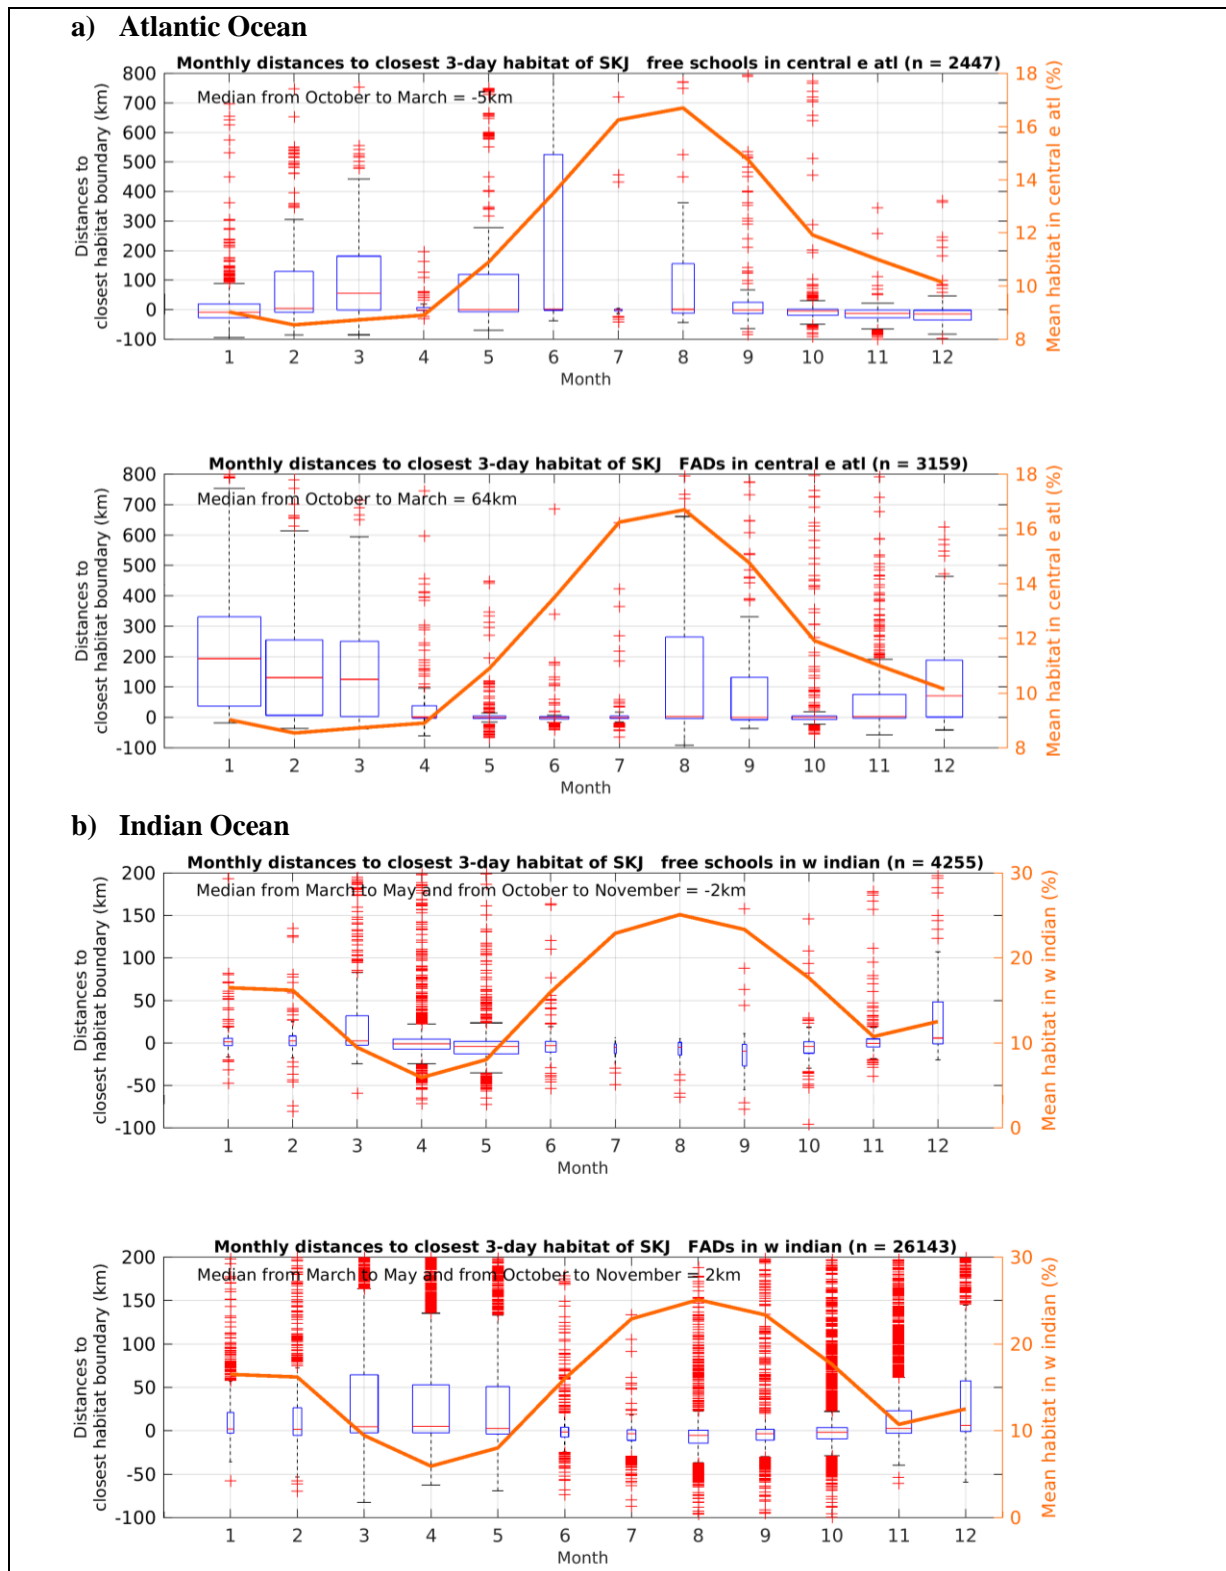 a) Atlantic Ocean
Monthly distances to closest 3-day habitat of SKJ free schools in central e atl (n = 2447)
Median from October to March = -5km
800
700
600
500
400
300
200
100
0
-100
Distances to
closest habitat boundary (km)
18
16
14
12
10
8
Mean habitat in central e atl (%)
1 2 3 4 5 6 7 8 9 10 11 12
Month
Monthly distances to closest 3-day habitat of SKJ FADs in central e atl (n = 3159)
Median from October to March = 64km
800
700
600
500
400
300
200
100
0
-100
Distances to
closest habitat boundary (km)
18
16
14
12
10
8
Mean habitat in central e atl (%)
1 2 3 4 5 6 7 8 9 10 11 12
Month
b) Indian Ocean
Monthly distances to closest 3-day habitat of SKJ free schools in w indian (n = 4255)
Median from March to May and from October to November = -2km
200
150
100
50
0
-50
-100
Distances to
closest habitat boundary (km)
30
20
10
0
Mean habitat in w indian (%)
1 2 3 4 5 6 7 8 9 10 11 12
Month
Monthly distances to closest 3-day habitat of SKJ FADs in w indian (n = 26143)
Median from March to May and from October to November = 2km
200
150
100
50
0
-50
-100
Distances to
closest habitat boundary (km)
30
20
10
0
Mean habitat in w indian (%)
1 2 3 4 5 6 7 8 9 10 11 12
Month